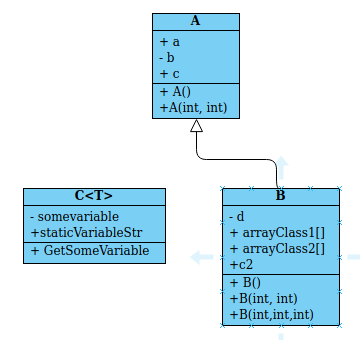 A
+ a
- b
+ c
+ A()
+A(int, int)
C<T>
- somevariable
+staticVariableStr
+ GetSomeVariable
B
- d
+ arrayClass1[]
+ arrayClass2[]
+c2
+ B()
+B(int, int)
+B(int,int,int)